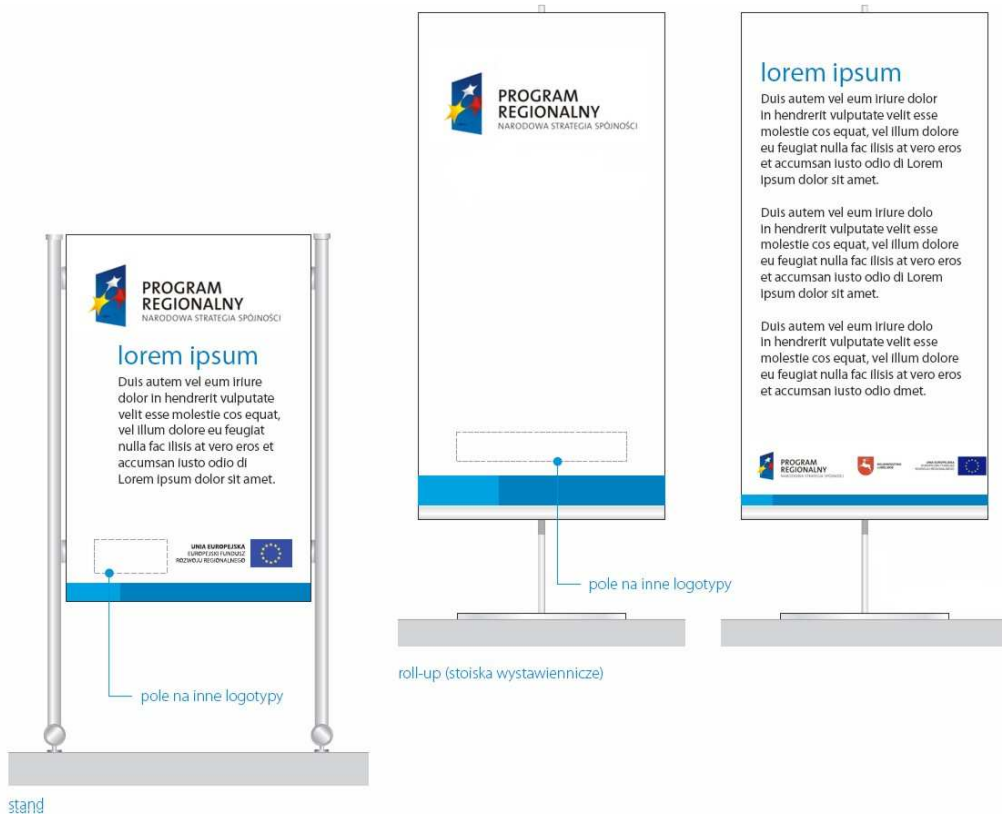 PROGRAM
REGIONALNY
NARODOWA STRATEGIA SPÓJNOŚCI
lorem ipsum
Duis autem vel eum iriure
dolor in hendrerit vulputate
velit esse molestie cos equat,
vel illum dolore eu feugiat
nulla fac ilisis at vero eros et
accumsan iusto odio di
Lorem ipsum dolor sit amet.
UNIA EUROPEJSKA
EUROPEJSKI FUNDUSZ
ROZWOJU REGIONALNEGO
pole na inne logotypy
stand
PROGRAM
REGIONALNY
NARODOWA STRATEGIA SPÓJNOŚCI
pole na inne logotypy
roll-up (stoiska wystawiennicze)
lorem ipsum
Duis autem vel eum iriure dolor
in hendrerit vulputate velit esse
molestie cos equat, vel illum dolore
eu feugiat nulla fac ilisis at vero eros
et accumsan iusto odio di Lorem
ipsum dolor sit amet.
Duis autem vel eum iriure dolo
in hendrerit vulputate velit esse
molestie cos equat, vel illum dolore
eu feugiat nulla fac ilisis at vero eros
et accumsan iusto odio di Lorem
ipsum dolor sit amet.
Duis autem vel eum iriure dolo
in hendrerit vulputate velit esse
molestie cos equat, vel illum dolore
eu feugiat nulla fac ilisis at vero eros
et accumsan iusto odio dmet.
PROGRAM
REGIONALNY
NARODOWA STRATEGIA SPÓJNOŚCI
UNIA EUROPEJSKA